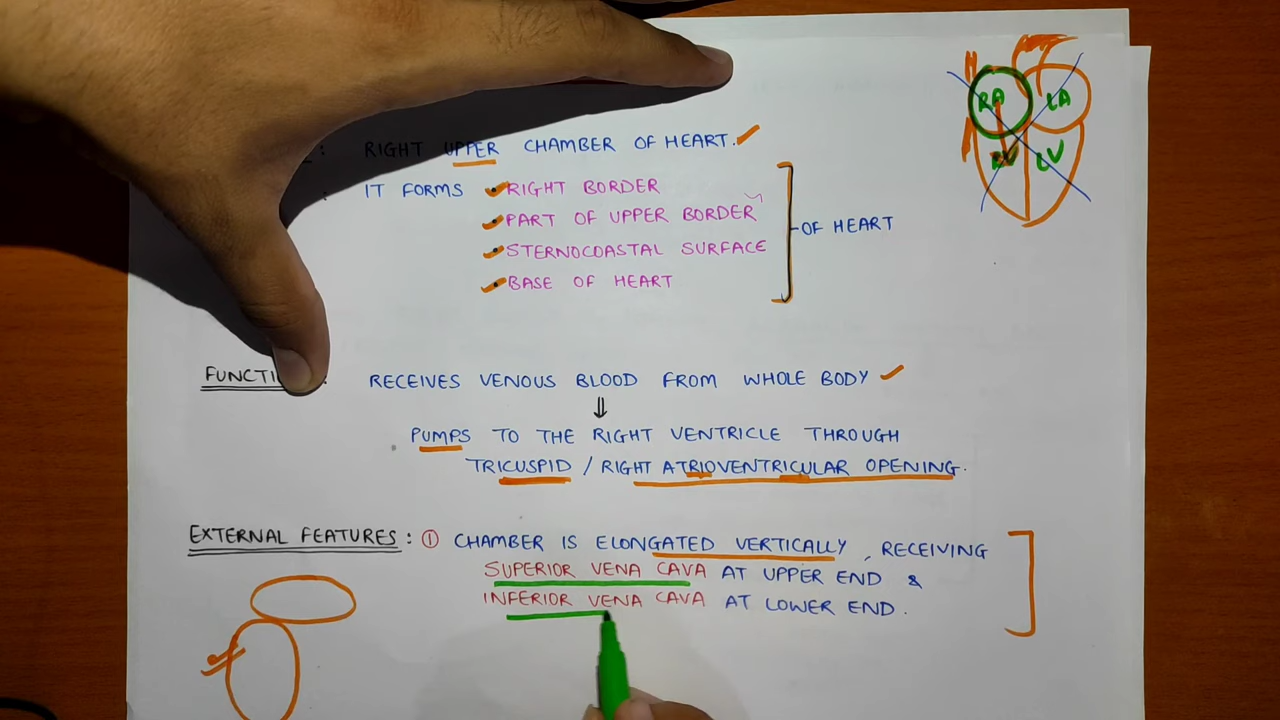 RA LA
RV LV
: RIGHT UPPER CHAMBER OF HEART.
: IT FORMS • RIGHT BORDER
• PART OF UPPER BORDER
• STERNOCOASTAL SURFACE
• BASE OF HEART
OF HEART
: RECEIVES VENOUS BLOOD FROM WHOLE BODY
⇓
PUMPS TO THE RIGHT VENTRICLE THROUGH
TRICUSPID / RIGHT ATRIOVENTRICULAR OPENING.
EXTERNAL FEATURES : ① CHAMBER IS ELONGATED VERTICALLY, RECEIVING
SUPERIOR VENA CAVA AT UPPER END &
INFERIOR VENA CAVA AT LOWER END.